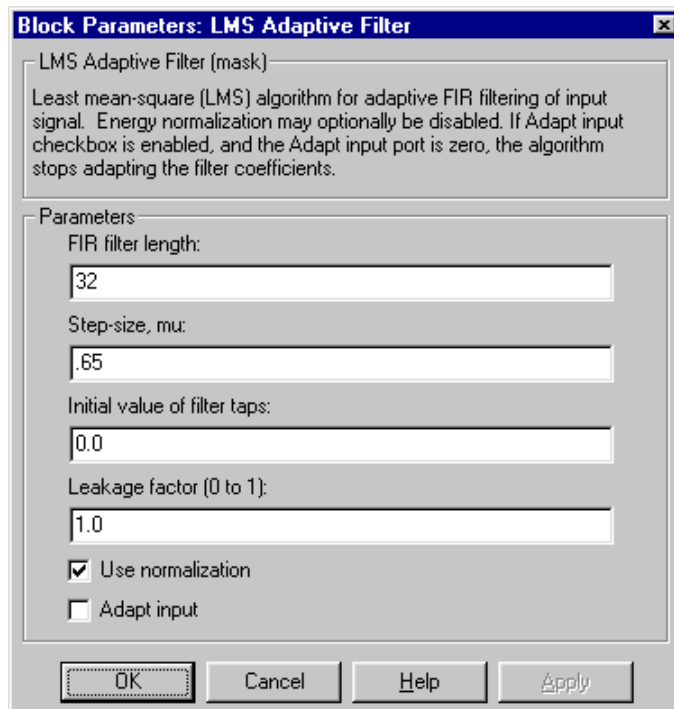 Block Parameters: LMS Adaptive Filter
LMS Adaptive Filter (mask)
Least mean-square (LMS) algorithm for adaptive FIR filtering of input
signal.  Energy normalization may optionally be disabled. If Adapt input
checkbox is enabled, and the Adapt input port is zero, the algorithm
stops adapting the filter coefficients.
Parameters
FIR filter length:
32
Step-size, mu:
.65
Initial value of filter taps:
0.0
Leakage factor (0 to 1):
1.0
Use normalization
Adapt input
OK Cancel Help Apply